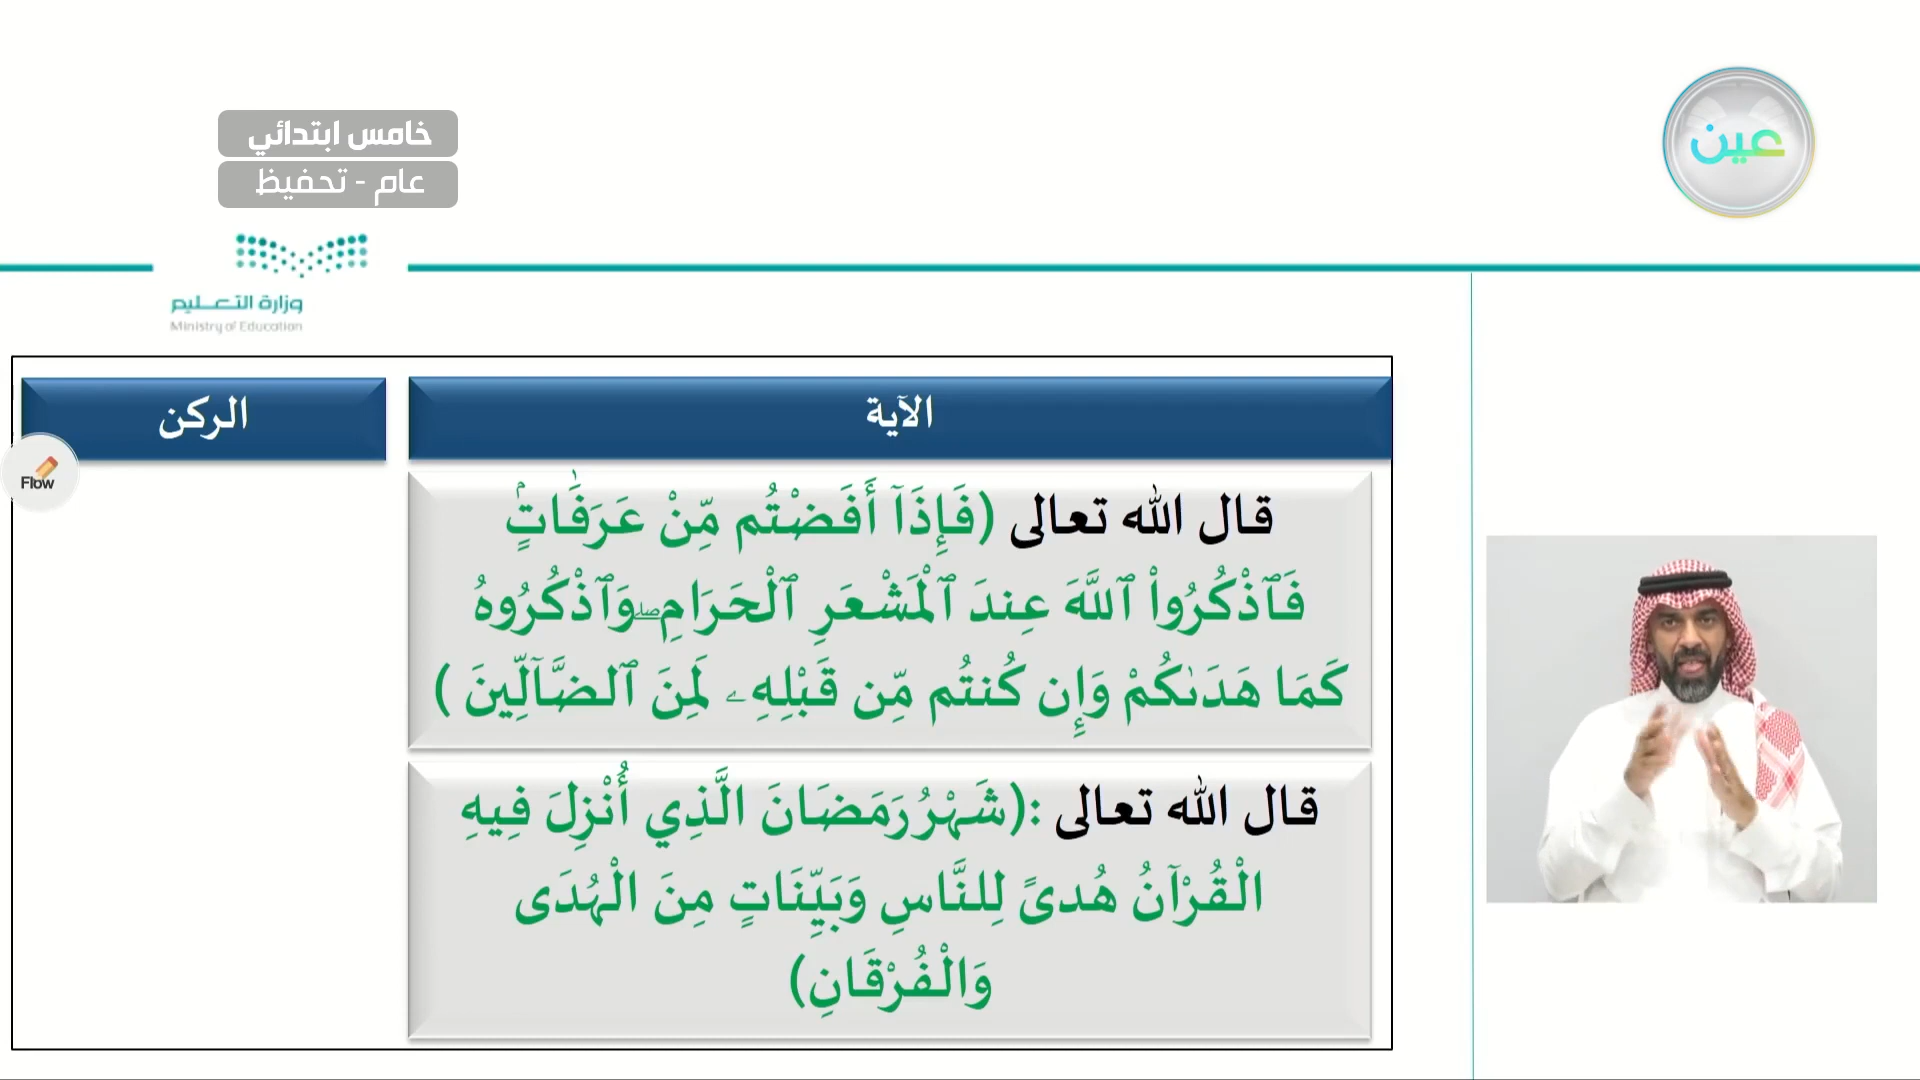 عين
خامس ابتدائي
عام - تحفيظ
وزارة التعليم
Ministry of Education
الآية
الركن
Flow
قال الله تعالى (فَإِذَآ أَفَضْتُم مِّنْ عَرَفَٰتٍۢ
فَٱذْكُرُوا۟ ٱللَّهَ عِندَ ٱلْمَشْعَرِ ٱلْحَرَامِ ۖ وَٱذْكُرُوهُ
كَمَا هَدَىٰكُمْ وَإِن كُنتُم مِّن قَبْلِهِۦ لَمِنَ ٱلضَّآلِّينَ )
قال الله تعالى :(شَهْرُ رَمَضَانَ الَّذِي أُنْزِلَ فِيهِ
الْقُرْآنُ هُدىً لِلنَّاسِ وَبَيِّنَاتٍ مِنَ الْهُدَى
وَالْفُرْقَانِ)